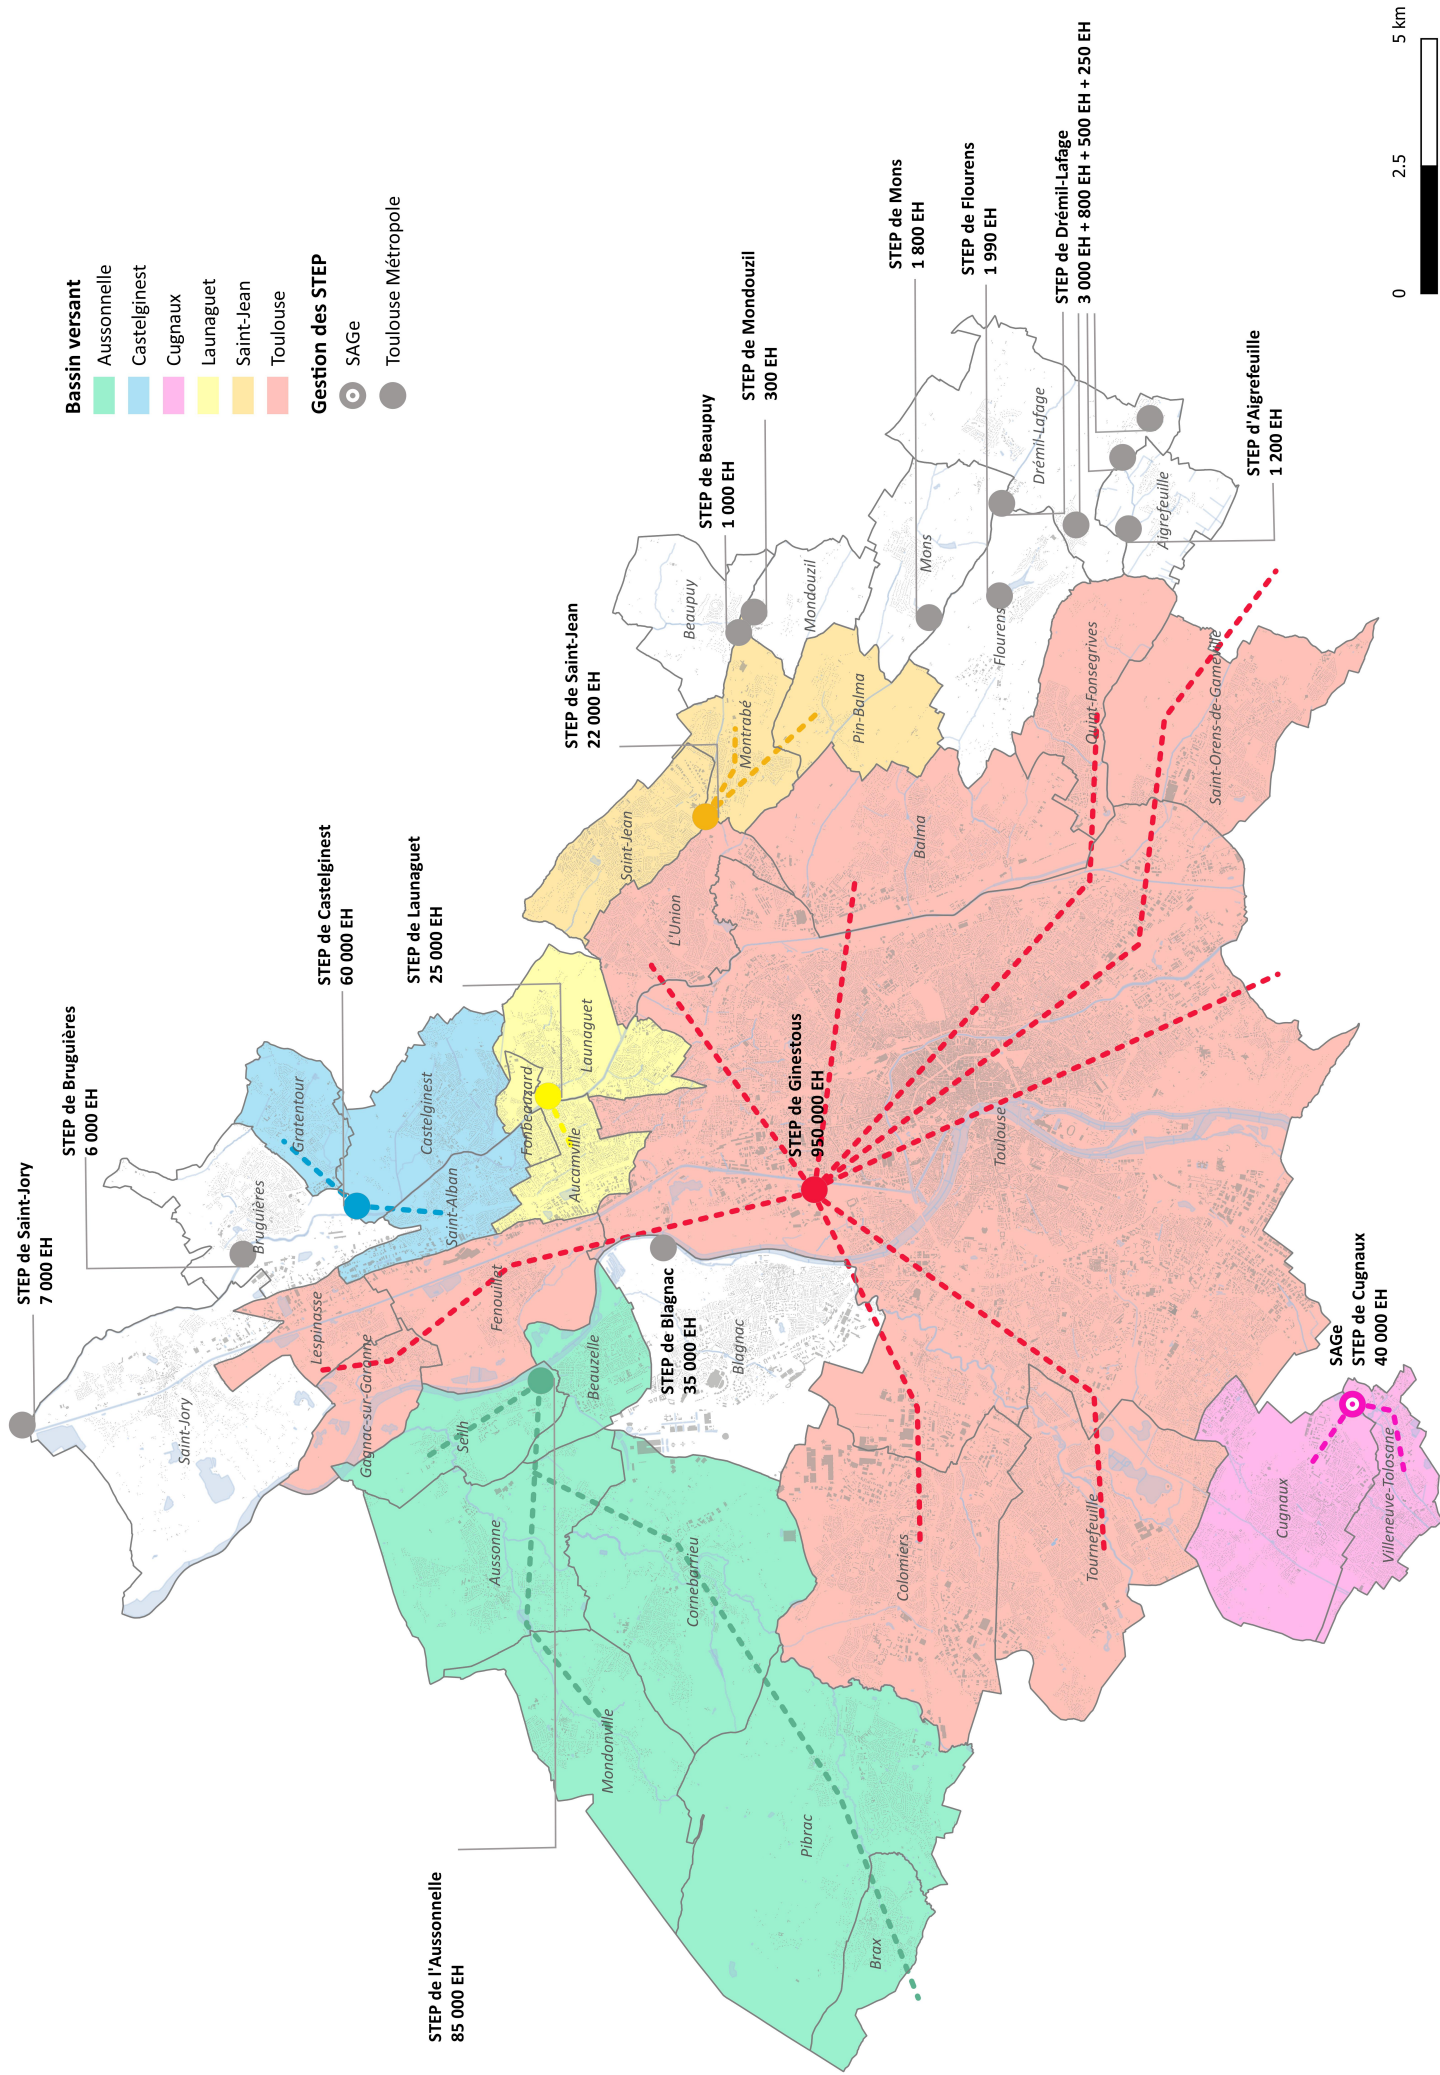 STEP de Saint-Jory
7 000 EH
STEP de Bruguières
6 000 EH
STEP de Castelginest
60 000 EH
STEP de Launaguet
25 000 EH
STEP de Saint-Jean
22 000 EH
STEP de Beaupuy
1 000 EH
STEP de Mondouzil
300 EH
STEP de Mons
1 800 EH
STEP de Flourens
1 990 EH
STEP de Drémil-Lafage
3 000 EH + 800 EH + 500 EH + 250 EH
STEP d'Aigrefeuille
1 200 EH
STEP de l'Aussonnelle
85 000 EH
STEP de Blagnac
35 000 EH
STEP de Ginestous
950 000 EH
SAGe
STEP de Cugnaux
40 000 EH
Saint-Jory
Bruguières
Gratentour
Lespinasse
Gagnac-sur-Garonne
Saint-Alban
Castelginest
Fenouillet
Fonbeauzard
Aucamville
Launaguet
Seilh
Aussonne
Beauzelle
Mondonville
Cornebarrieu
Blagnac
Pibrac
Brax
Colomiers
Tournefeuille
Toulouse
L'Union
Saint-Jean
Montrabé
Beaupuy
Mondouzil
Pin-Balma
Balma
Mons
Flourens
Drémil-Lafage
Aigrefeuille
Quint-Fonsegrives
Saint-Orens-de-Gameville
Cugnaux
Villeneuve-Tolosane
Bassin versant
Aussonnelle
Castelginest
Cugnaux
Launaguet
Saint-Jean
Toulouse
Gestion des STEP
SAGe
Toulouse Métropole
0 2.5 5 km